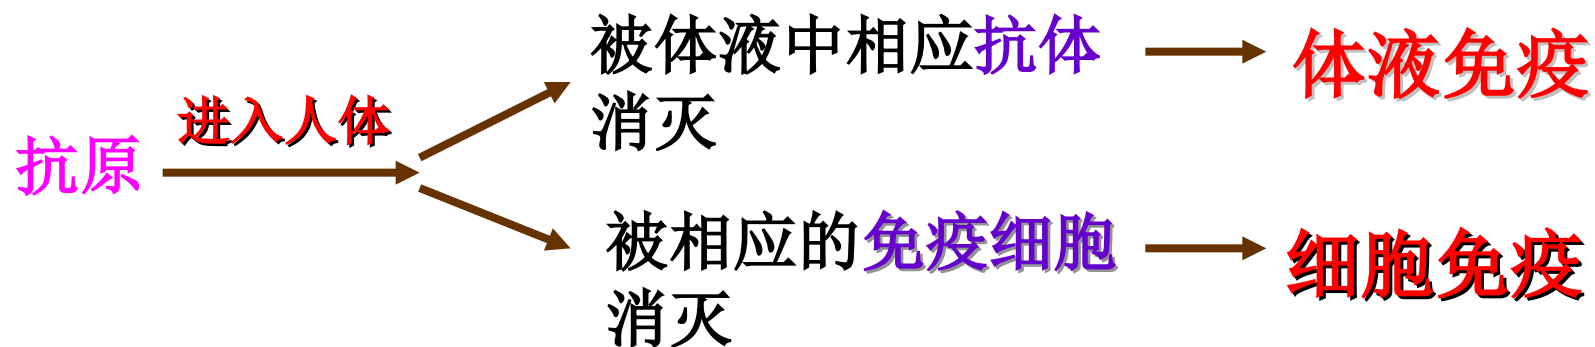 抗原
进入人体
被体液中相应抗体
消灭
体液免疫
被相应的免疫细胞
消灭
细胞免疫